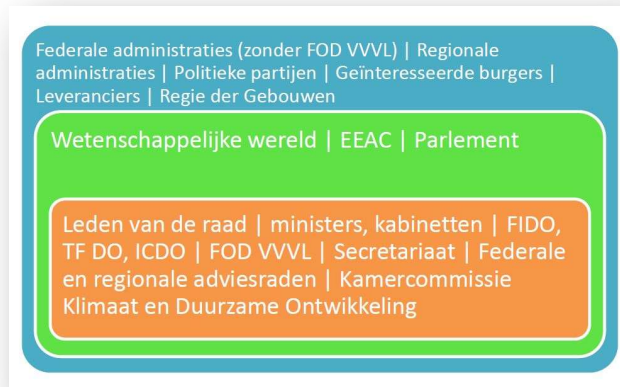 Federale administraties (zonder FOD VVVL) | Regionale
administraties | Politieke partijen | Geïnteresseerde burgers |
Leveranciers | Regie der Gebouwen
Wetenschappelijke wereld | EEAC | Parlement
Leden van de raad | ministers, kabinetten | FIDO,
TF DO, ICDO | FOD VVVL | Secretariaat | Federale
en regionale adviesraden | Kamercommissie
Klimaat en Duurzame Ontwikkeling